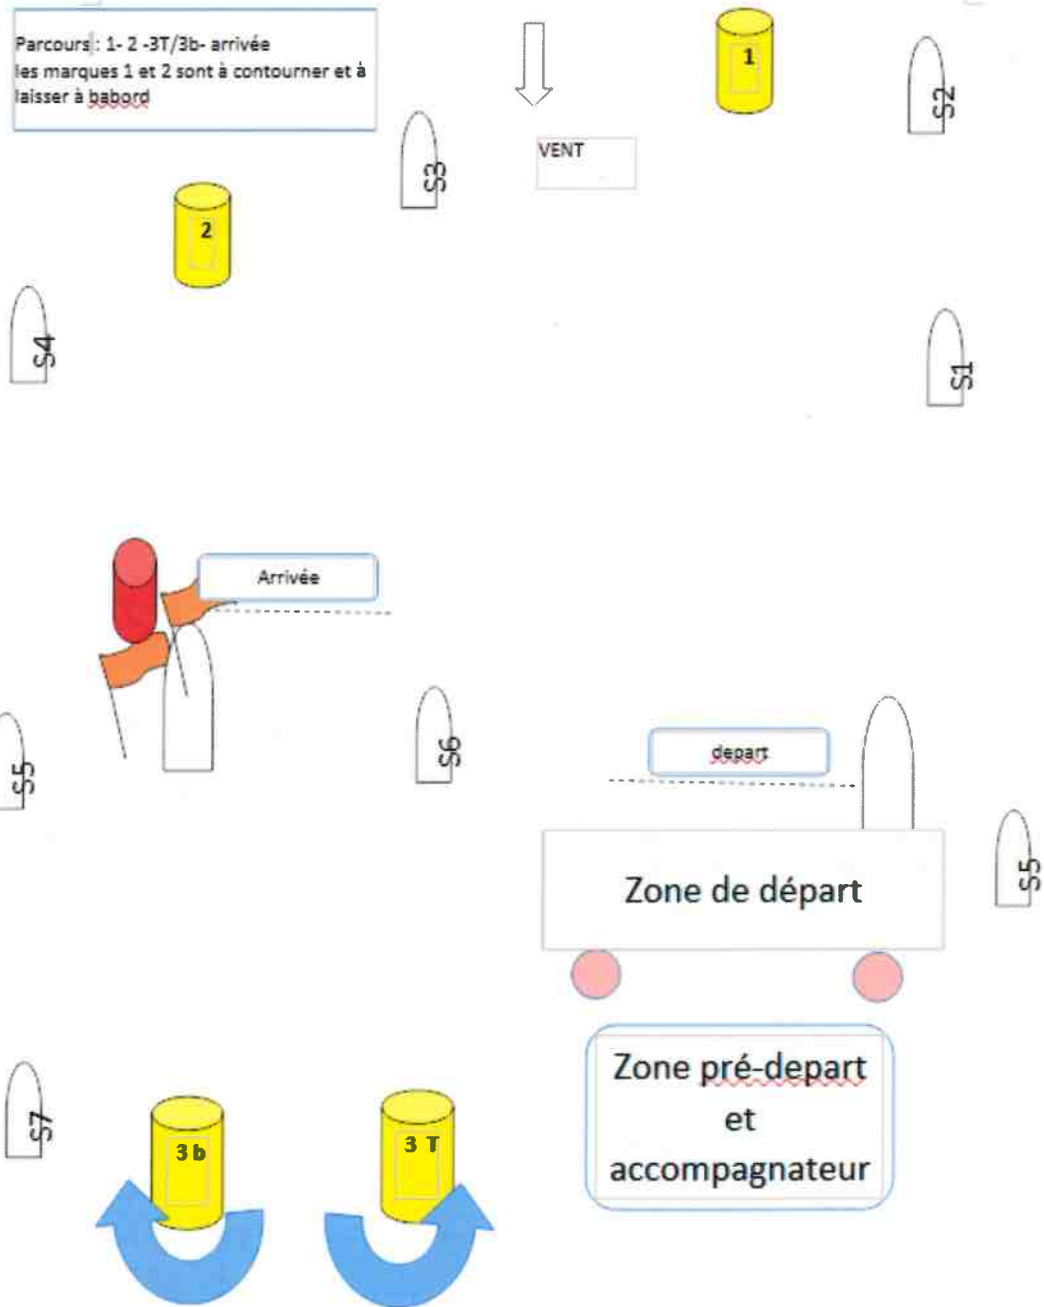 Parcours : 1- 2 -3T/3b- arrivée
les marques 1 et 2 sont à contourner et à
laisser à babord
1
S2
VENT
S3
2
S4
S1
Arrivée
S5
S6
depart
Zone de départ
S5
Zone pré-depart
et
accompagnateur
S7
3 b
3 T